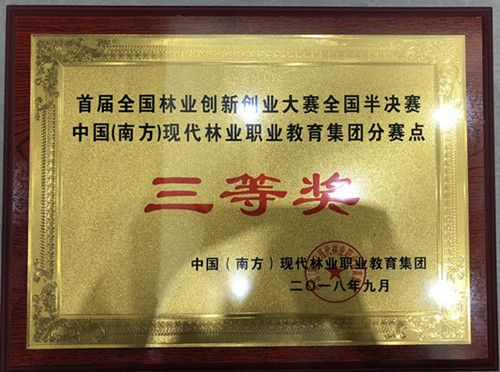 首届全国林业创新创业大赛全国半决赛
中国(南方)现代林业职业教育集团分赛点
三等奖
中国（南方）现代林业职业教育集团
二〇一八年九月